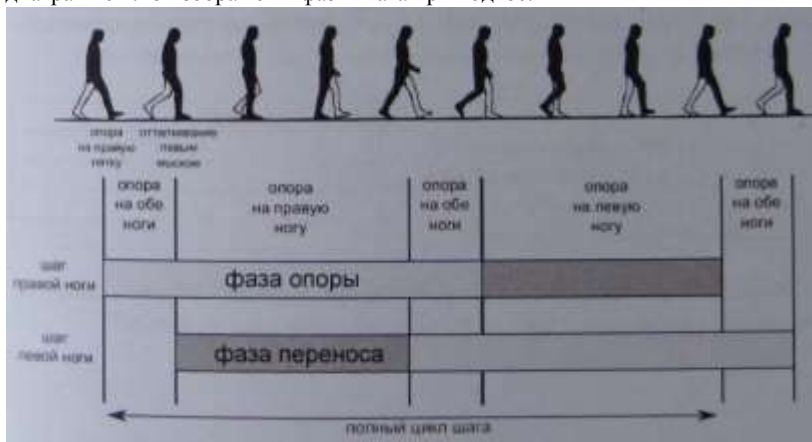 опора
на правую
пятку
отталкивание
левым
мыском
опора
на обе
ноги
опора
на правую
ногу
опора
на обе
ноги
опора
на левую
ногу
опора
на обе
ноги
шаг
правой ноги
фаза опоры
шаг
левой ноги
фаза переноса
полный цикл шага